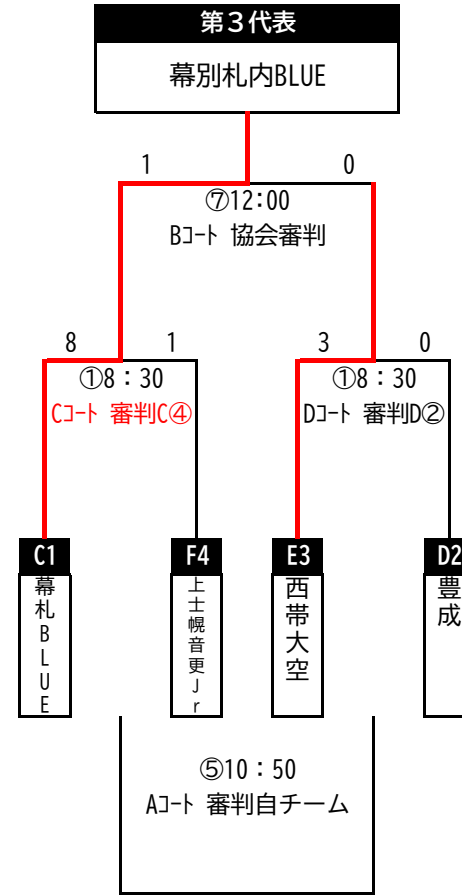 第３代表
幕別札内BLUE
1 0
⑦12:00
Bｺｰﾄ 協会審判
8 1 3 0
①8：30 ①8：30
Cｺｰﾄ 審判C④ Dｺｰﾄ 審判D②
C1 F4 E3 D2
幕札BLUE
上士幌音更Jr
西帯大空
豊成
⑤10：50
Aｺｰﾄ 審判自チーム